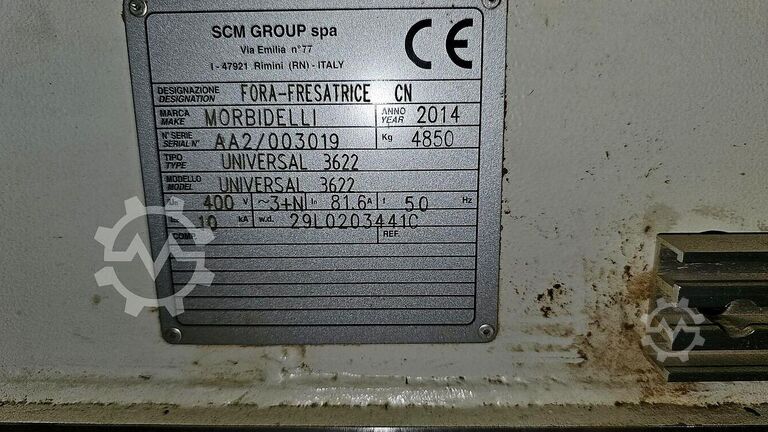 SCM GROUP spa
Via Emilia n°77
I - 47921 Rimini (RN) - ITALY
CE
DESIGNAZIONE DESIGNATION FORA-FRESATRICE CN
MARCA MAKE MORBIDELLI ANNO YEAR 2014
N° SERIE SERIAL N° AA2/003019 Kg 4850
TIPO TYPE UNIVERSAL 3622
MODELLO MODEL UNIVERSAL 3622
400 V ~3+N In 81.6A f 50 Hz
10 kA w.d. 29L0203441C
COMP. REF.